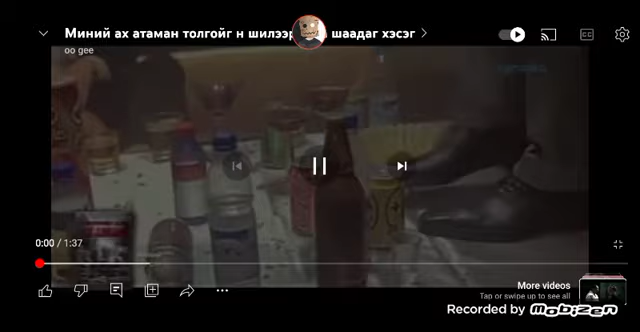 Миний ах атаман толгойг н шилээр шаадаг хэсэг
oo gee
CC
0:00 / 1:37
More videos
Tap or swipe up to see all
Recorded by Mobizen